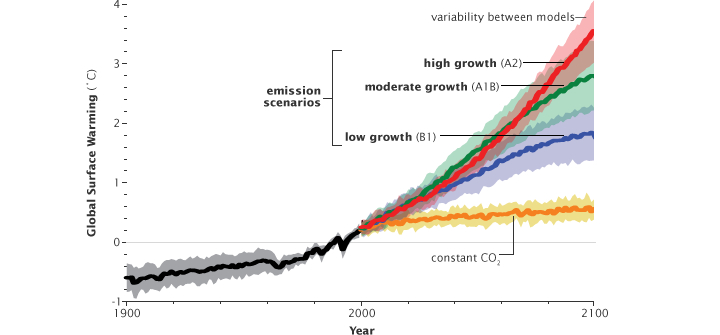 4
variability between models
high growth (A2)
3
moderate growth (A1B)
emission
scenarios
low growth (B1)
2
1
0
constant CO₂
-1
1900
2000
2100
Year
Global Surface Warming (˚C)